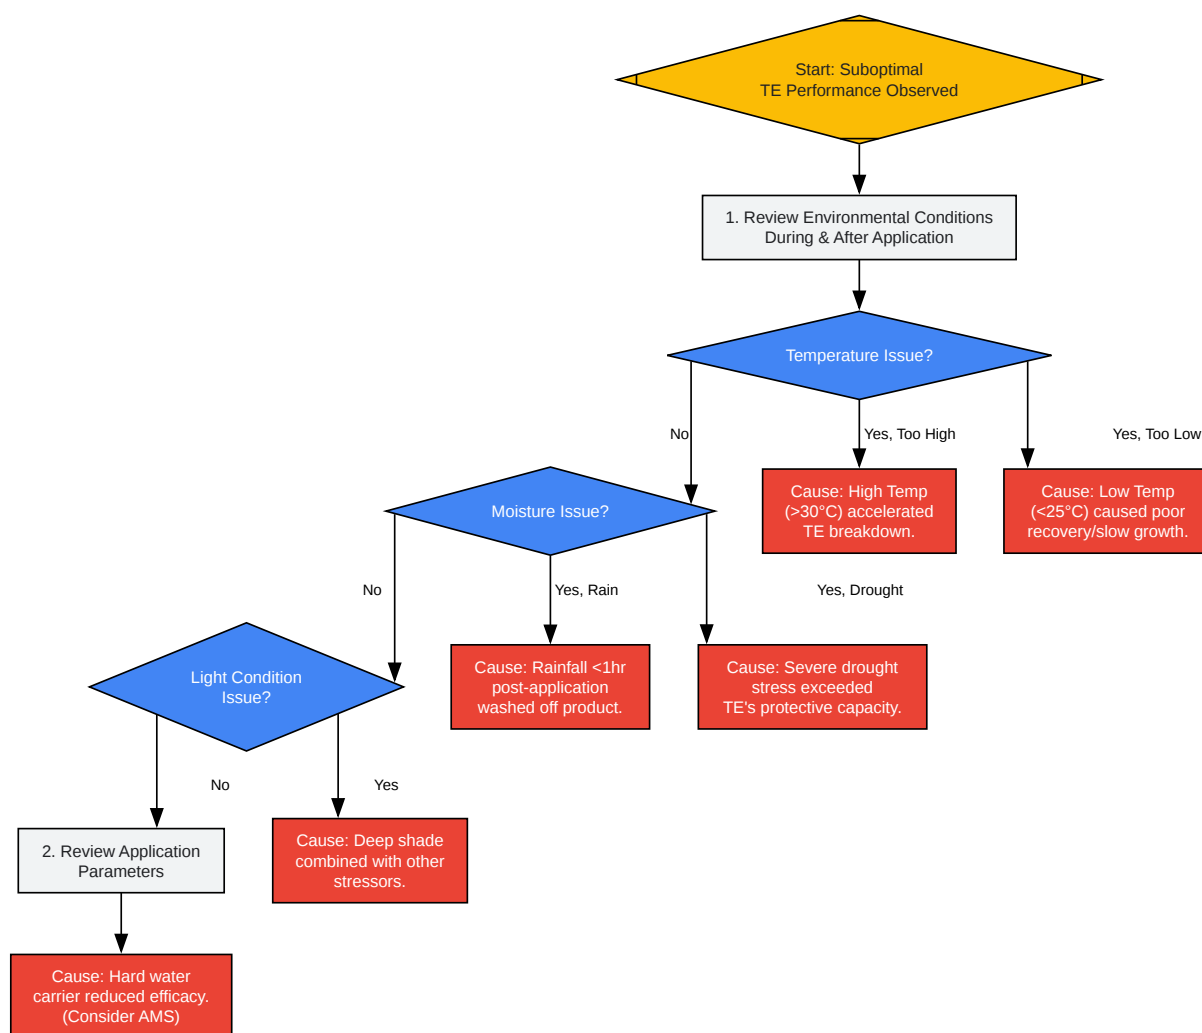 Start: Suboptimal
TE Performance Observed
1. Review Environmental Conditions
During & After Application
Temperature Issue?
No
Yes, Too High
Yes, Too Low
Cause: High Temp
(>30°C) accelerated
TE breakdown.
Cause: Low Temp
(<25°C) caused poor
recovery/slow growth.
Moisture Issue?
No
Yes, Rain
Yes, Drought
Cause: Rainfall <1hr
post-application
washed off product.
Cause: Severe drought
stress exceeded
TE's protective capacity.
Light Condition
Issue?
No
Yes
2. Review Application
Parameters
Cause: Deep shade
combined with other
stressors.
Cause: Hard water
carrier reduced efficacy.
(Consider AMS)